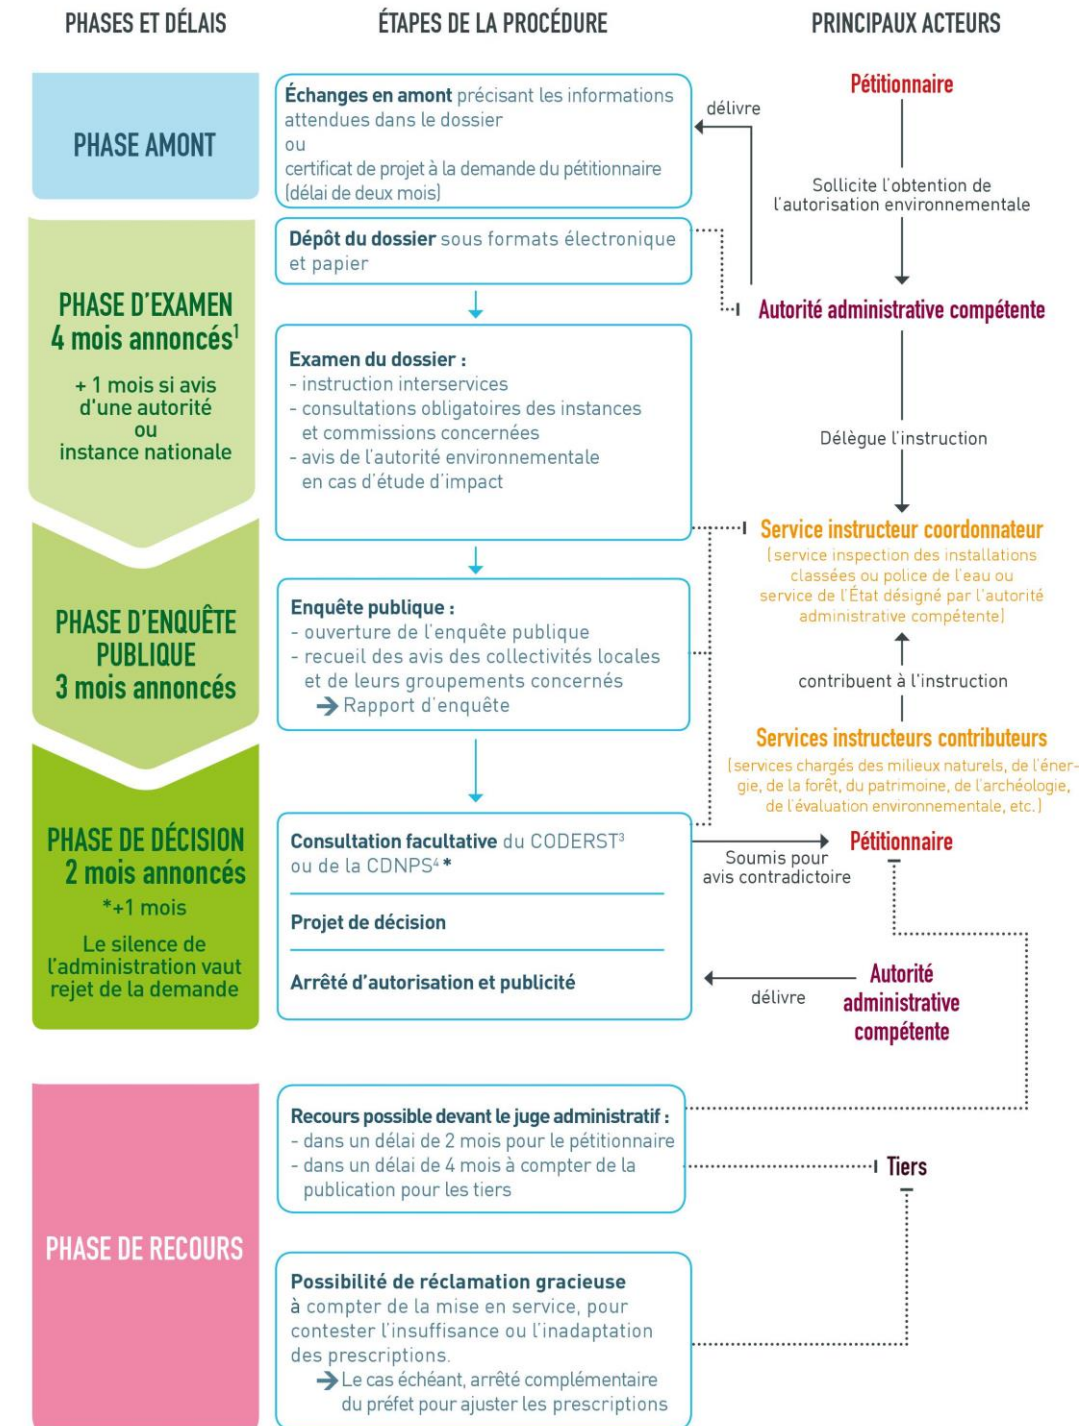 PHASES ET DÉLAIS
ÉTAPES DE LA PROCÉDURE
PRINCIPAUX ACTEURS
PHASE AMONT
Échanges en amont précisant les informations
attendues dans le dossier
ou
certificat de projet à la demande du pétitionnaire
(délai de deux mois)
délivre
Pétitionnaire
Sollicite l'obtention de
l'autorisation environnementale
PHASE D'EXAMEN
4 mois annoncés¹
+ 1 mois si avis
d'une autorité
ou
instance nationale
Dépôt du dossier sous formats électronique
et papier
Autorité administrative compétente
Examen du dossier :
- instruction interservices
- consultations obligatoires des instances
et commissions concernées
- avis de l'autorité environnementale
en cas d'étude d'impact
Délègue l'instruction
Service instructeur coordonnateur
(service inspection des installations
classées ou police de l'eau ou
service de l'État désigné par l'autorité
administrative compétente)
PHASE D'ENQUÊTE
PUBLIQUE
3 mois annoncés
Enquête publique :
- ouverture de l'enquête publique
- recueil des avis des collectivités locales
et de leurs groupements concernés
➔ Rapport d'enquête
contribuent à l'instruction
Services instructeurs contributeurs
(services chargés des milieux naturels, de l'éner-
gie, de la forêt, du patrimoine, de l'archéologie,
de l'évaluation environnementale, etc.)
PHASE DE DÉCISION
2 mois annoncés
*+1 mois
Le silence de
l'administration vaut
rejet de la demande
Consultation facultative du CODERST³
ou de la CDNPS⁴ *
Projet de décision
Arrêté d'autorisation et publicité
Soumis pour
avis contradictoire
Pétitionnaire
délivre
Autorité
administrative
compétente
PHASE DE RECOURS
Recours possible devant le juge administratif :
- dans un délai de 2 mois pour le pétitionnaire
- dans un délai de 4 mois à compter de la
publication pour les tiers
Tiers
Possibilité de réclamation gracieuse
à compter de la mise en service, pour
contester l'insuffisance ou l'inadaptation
des prescriptions.
➔ Le cas échéant, arrêté complémentaire
du préfet pour ajuster les prescriptions